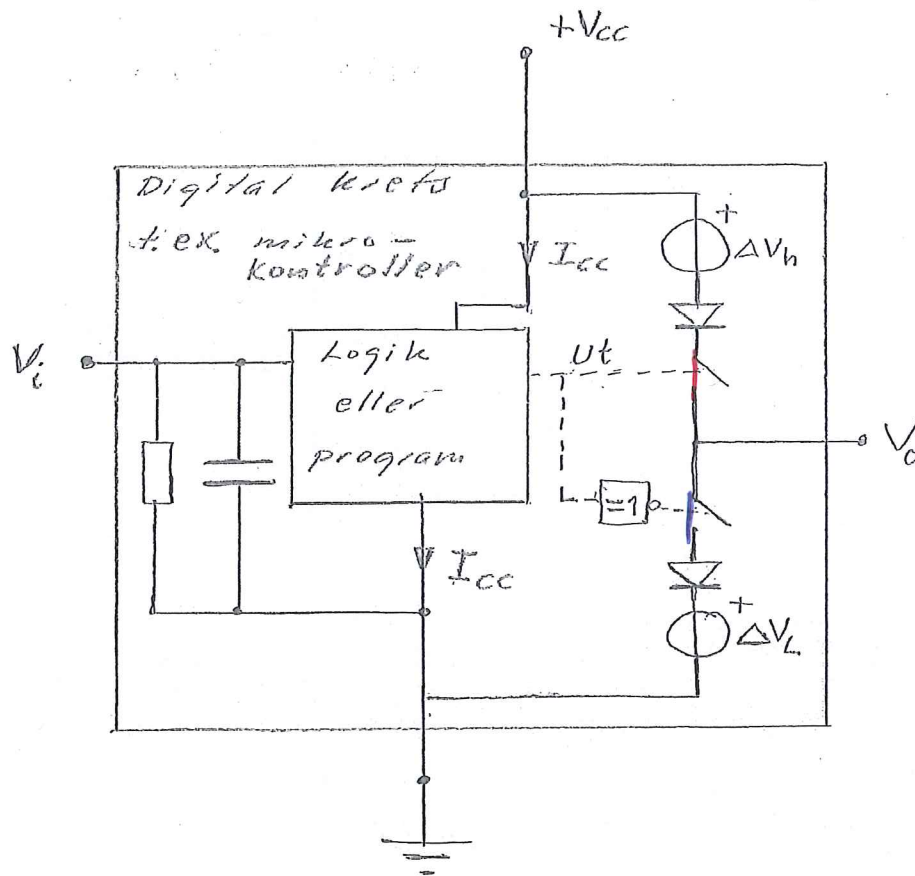 +Vcc
Digital krets
t.ex. mikro-
kontroller
Icc
+
ΔVh
Vi
Logik
eller
program
Ut
Vo
=1
Icc
+
ΔVL